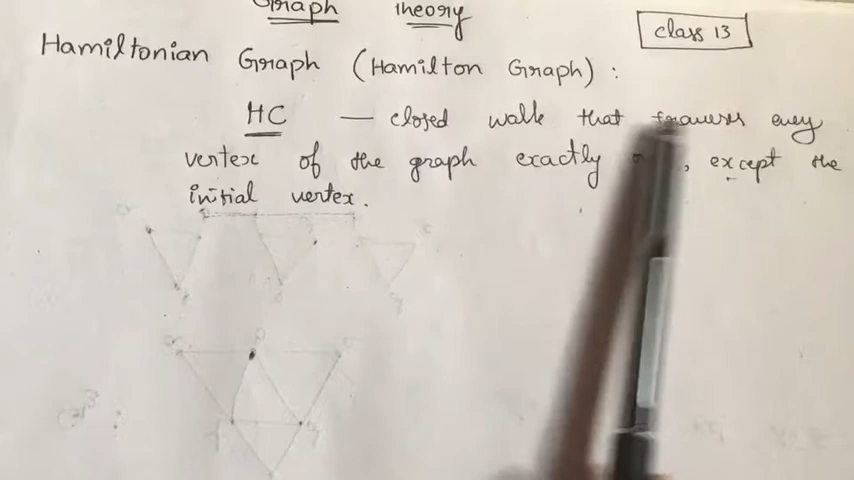 Graph Theory
class 13
Hamiltonian Graph (Hamilton Graph) :
HC — closed walk that traverses every
vertex of the graph exactly , except the
initial vertex.